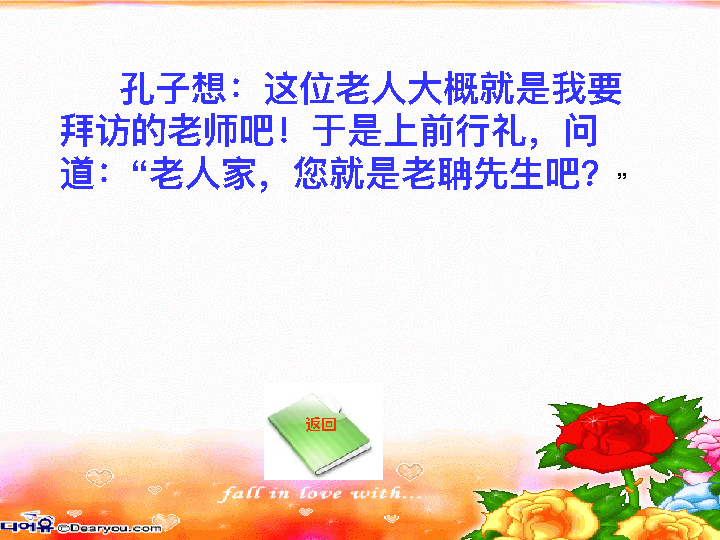 孔子想：这位老人大概就是我要
拜访的老师吧！于是上前行礼，问
道：“老人家，您就是老聃先生吧？”
返回
fall in love with...
디어유 ©Dearyou.com